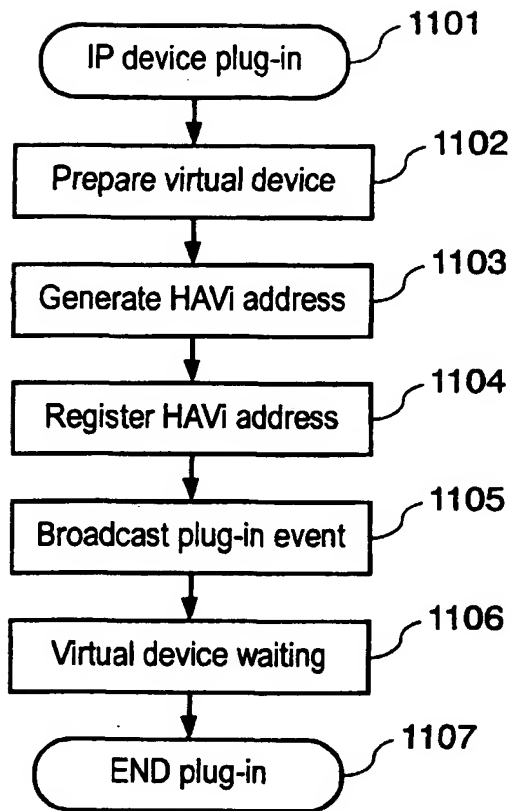 1101
IP device plug-in
1102
Prepare virtual device
1103
Generate HAVi address
1104
Register HAVi address
1105
Broadcast plug-in event
1106
Virtual device waiting
1107
END plug-in